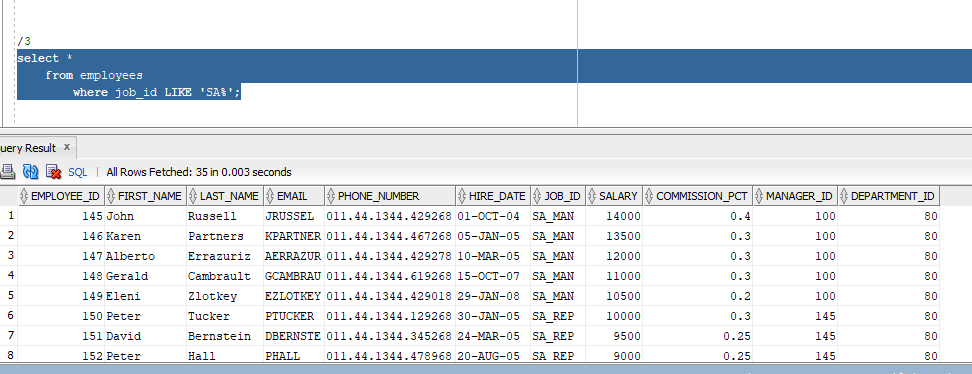 /3
select *
from employees
where job_id LIKE 'SA%';
uery Result x
SQL | All Rows Fetched: 35 in 0.003 seconds
EMPLOYEE_ID FIRST_NAME LAST_NAME EMAIL PHONE_NUMBER HIRE_DATE JOB_ID SALARY COMMISSION_PCT MANAGER_ID DEPARTMENT_ID
1 145 John Russell JRUSSEL 011.44.1344.429268 01-OCT-04 SA_MAN 14000 0.4 100 80
2 146 Karen Partners KPARTNER 011.44.1344.467268 05-JAN-05 SA_MAN 13500 0.3 100 80
3 147 Alberto Errazuriz AERRAZUR 011.44.1344.429278 10-MAR-05 SA_MAN 12000 0.3 100 80
4 148 Gerald Cambrault GCAMBRAU 011.44.1344.619268 15-OCT-07 SA_MAN 11000 0.3 100 80
5 149 Eleni Zlotkey EZLOTKEY 011.44.1344.429018 29-JAN-08 SA_MAN 10500 0.2 100 80
6 150 Peter Tucker PTUCKER 011.44.1344.129268 30-JAN-05 SA_REP 10000 0.3 145 80
7 151 David Bernstein DBERNSTE 011.44.1344.345268 24-MAR-05 SA_REP 9500 0.25 145 80
8 152 Peter Hall PHALL 011.44.1344.478968 20-AUG-05 SA_REP 9000 0.25 145 80